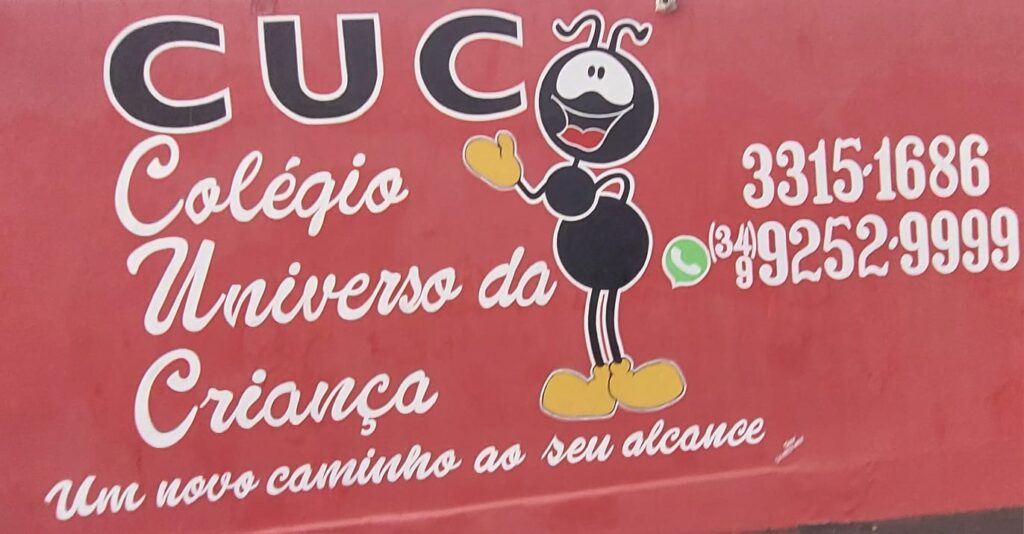 CUC
Colégio
Universo da
Criança
Um novo caminho ao seu alcance
3315-1686
(34)
9 9252-9999